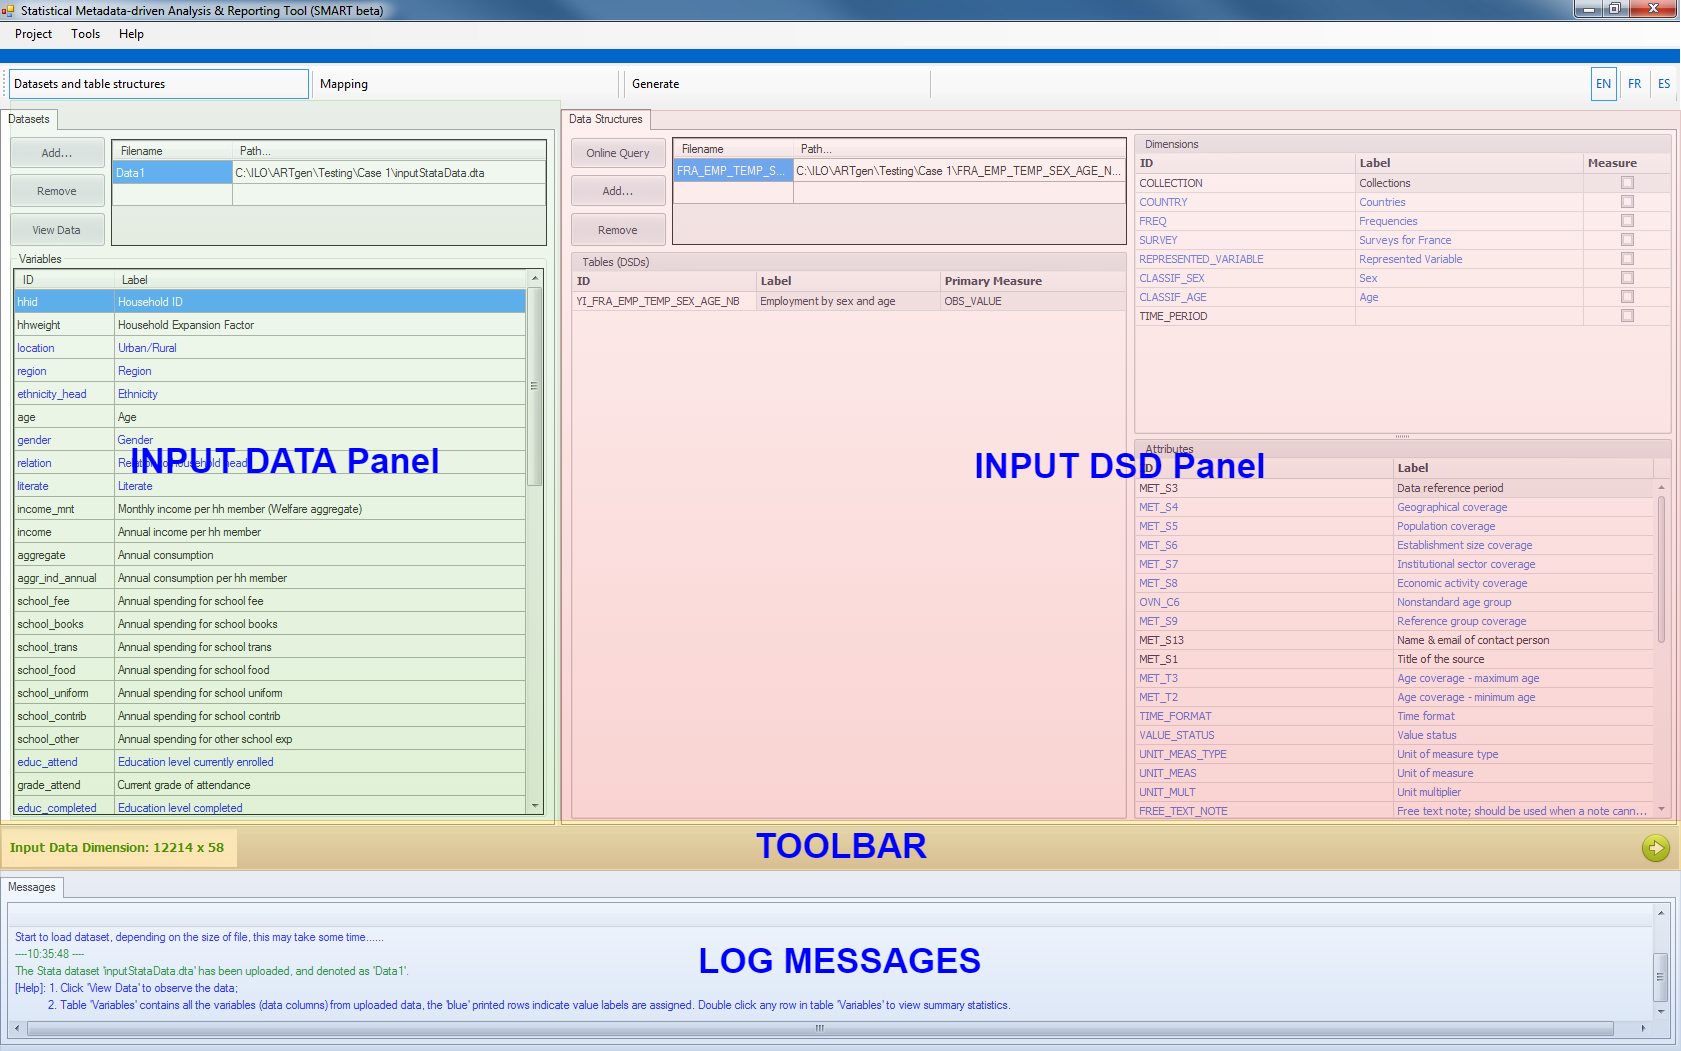 Statistical Metadata-driven Analysis & Reporting Tool (SMART beta)
Project Tools Help
Datasets and table structures Mapping Generate EN FR ES
Datasets
Add...
Remove
View Data
Filename Path...
Data1 C:\ILO\ARTgen\Testing\Case 1\inputStataData.dta
Variables
ID Label
hhid Household ID
hhweight Household Expansion Factor
location Urban/Rural
region Region
ethnicity_head Ethnicity
age Age
gender Gender
relation Relation to household head
literate Literate
income_mnt Monthly income per hh member (Welfare aggregate)
income Annual income per hh member
aggregate Annual consumption
aggr_ind_annual Annual consumption per hh member
school_fee Annual spending for school fee
school_books Annual spending for school books
school_trans Annual spending for school trans
school_food Annual spending for school food
school_uniform Annual spending for school uniform
school_contrib Annual spending for school contrib
school_other Annual spending for other school exp
educ_attend Education level currently enrolled
grade_attend Current grade of attendance
educ_completed Education level completed
INPUT DATA Panel
Data Structures
Online Query
Add...
Remove
Filename Path...
FRA_EMP_TEMP_S... C:\ILO\ARTgen\Testing\Case 1\FRA_EMP_TEMP_SEX_AGE_N...
Tables (DSDs)
ID Label Primary Measure
YI_FRA_EMP_TEMP_SEX_AGE_NB Employment by sex and age OBS_VALUE
INPUT DSD Panel
Dimensions
ID Label Measure
COLLECTION Collections
COUNTRY Countries
FREQ Frequencies
SURVEY Surveys for France
REPRESENTED_VARIABLE Represented Variable
CLASSIF_SEX Sex
CLASSIF_AGE Age
TIME_PERIOD
Attributes
ID Label
MET_S3 Data reference period
MET_S4 Geographical coverage
MET_S5 Population coverage
MET_S6 Establishment size coverage
MET_S7 Institutional sector coverage
MET_S8 Economic activity coverage
OVN_C6 Nonstandard age group
MET_S9 Reference group coverage
MET_S13 Name & email of contact person
MET_S1 Title of the source
MET_T3 Age coverage - maximum age
MET_T2 Age coverage - minimum age
TIME_FORMAT Time format
VALUE_STATUS Value status
UNIT_MEAS_TYPE Unit of measure type
UNIT_MEAS Unit of measure
UNIT_MULT Unit multiplier
FREE_TEXT_NOTE Free text note; should be used when a note cann...
Input Data Dimension: 12214 x 58
TOOLBAR
Messages
Start to load dataset, depending on the size of file, this may take some time......
----10:35:48 ----
The Stata dataset 'inputStataData.dta' has been uploaded, and denoted as 'Data1'.
[Help]: 1. Click 'View Data' to observe the data;
2. Table 'Variables' contains all the variables (data columns) from uploaded data, the 'blue' printed rows indicate value labels are assigned. Double click any row in table 'Variables' to view summary statistics.
LOG MESSAGES